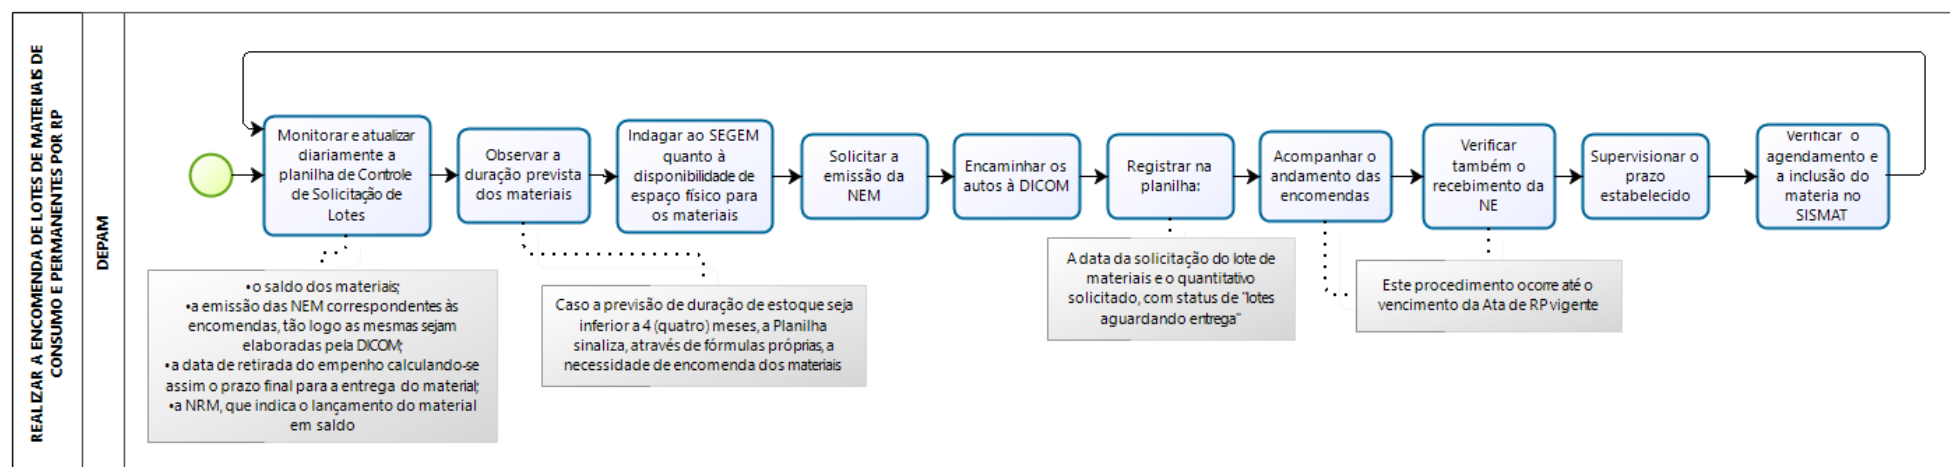 REALIZAR A ENCOMENDA DE LOTES DE MATERIAIS DE
CONSUMO E PERMANENTES POR RP
DEPAM
Monitorar e atualizar
diariamente a
planilha de Controle
de Solicitação de
Lotes
Observar a
duração prevista
dos materiais
Indagar ao SEGEM
quanto à
disponibilidade de
espaço físico para
os materiais
Solicitar a
emissão da
NEM
Encaminhar os
autos à DICOM
Registrar na
planilha:
Acompanhar o
andamento das
encomendas
Verificar
também o
recebimento da
NE
Supervisionar o
prazo
estabelecido
Verificar o
agendamento e
a inclusão do
materia no
SISMAT
•o saldo dos materiais;
•a emissão das NEM correspondentes às
encomendas, tão logo as mesmas sejam
elaboradas pela DICOM;
•a data de retirada do empenho calculando-se
assim o prazo final para a entrega do material;
•a NRM, que indica o lançamento do material
em saldo
Caso a previsão de duração de estoque seja
inferior a 4 (quatro) meses, a Planilha
sinaliza, através de fórmulas próprias, a
necessidade de encomenda dos materiais
A data da solicitação do lote de
materiais e o quantitativo
solicitado, com status de "lotes
aguardando entrega"
Este procedimento ocorre até o
vencimento da Ata de RP vigente